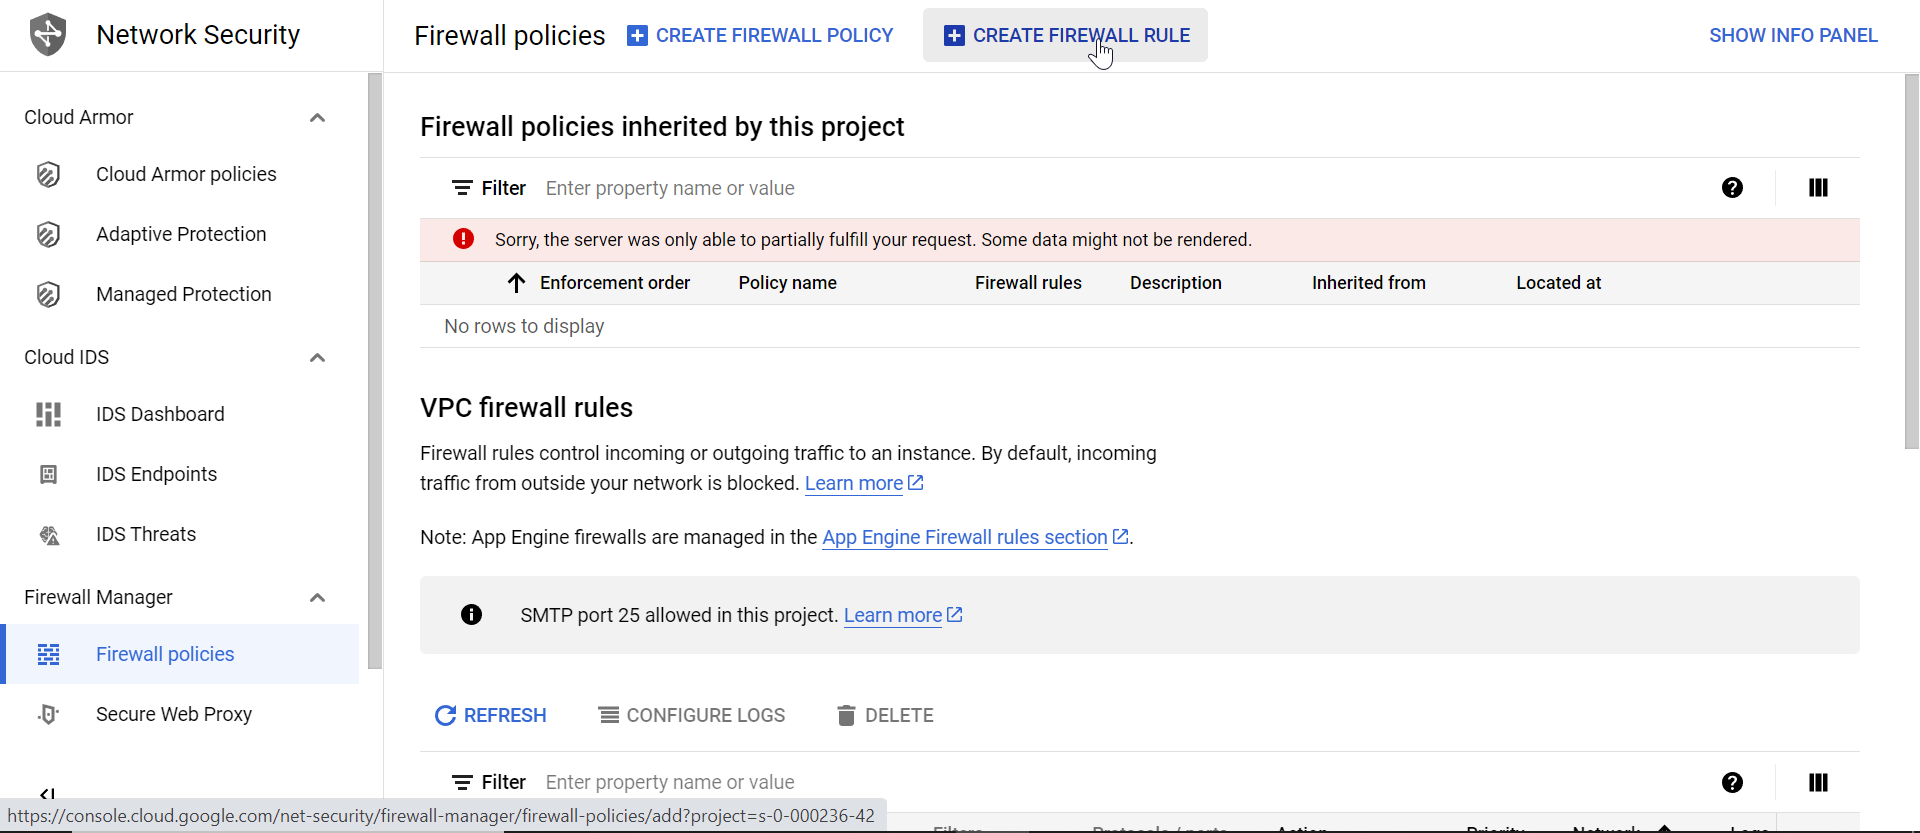 Network Security
Firewall policies
CREATE FIREWALL POLICY
CREATE FIREWALL RULE
SHOW INFO PANEL
Cloud Armor
Cloud Armor policies
Adaptive Protection
Managed Protection
Cloud IDS
IDS Dashboard
IDS Endpoints
IDS Threats
Firewall Manager
Firewall policies
Secure Web Proxy
Firewall policies inherited by this project
Filter Enter property name or value
Sorry, the server was only able to partially fulfill your request. Some data might not be rendered.
Enforcement order Policy name Firewall rules Description Inherited from Located at
No rows to display
VPC firewall rules
Firewall rules control incoming or outgoing traffic to an instance. By default, incoming
traffic from outside your network is blocked. Learn more
Note: App Engine firewalls are managed in the App Engine Firewall rules section.
SMTP port 25 allowed in this project. Learn more
REFRESH CONFIGURE LOGS DELETE
Filter Enter property name or value
Filters Protocols / ports Action Priority Network Logs
https://console.cloud.google.com/net-security/firewall-manager/firewall-policies/add?project=s-0-000236-42